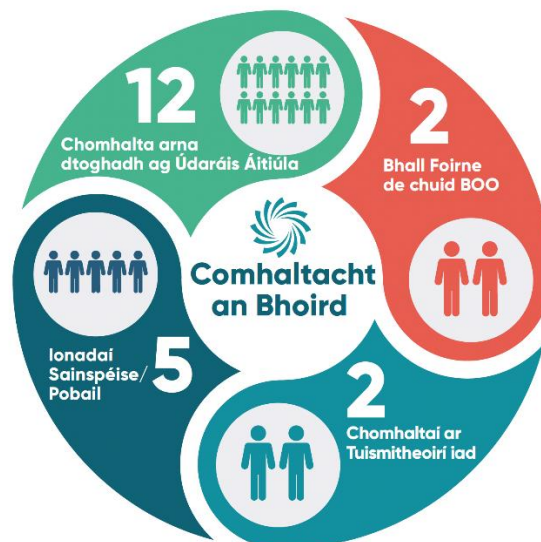 12
Chomhalta arna
dtoghadh ag Údaráis Áitiúla
2
Bhall Foirne
de chuid BOO
Comhaltacht
an Bhoird
Ionadaí
Sainspéise/
Pobail
5
2
Chomhaltaí ar
Tuismitheoirí iad